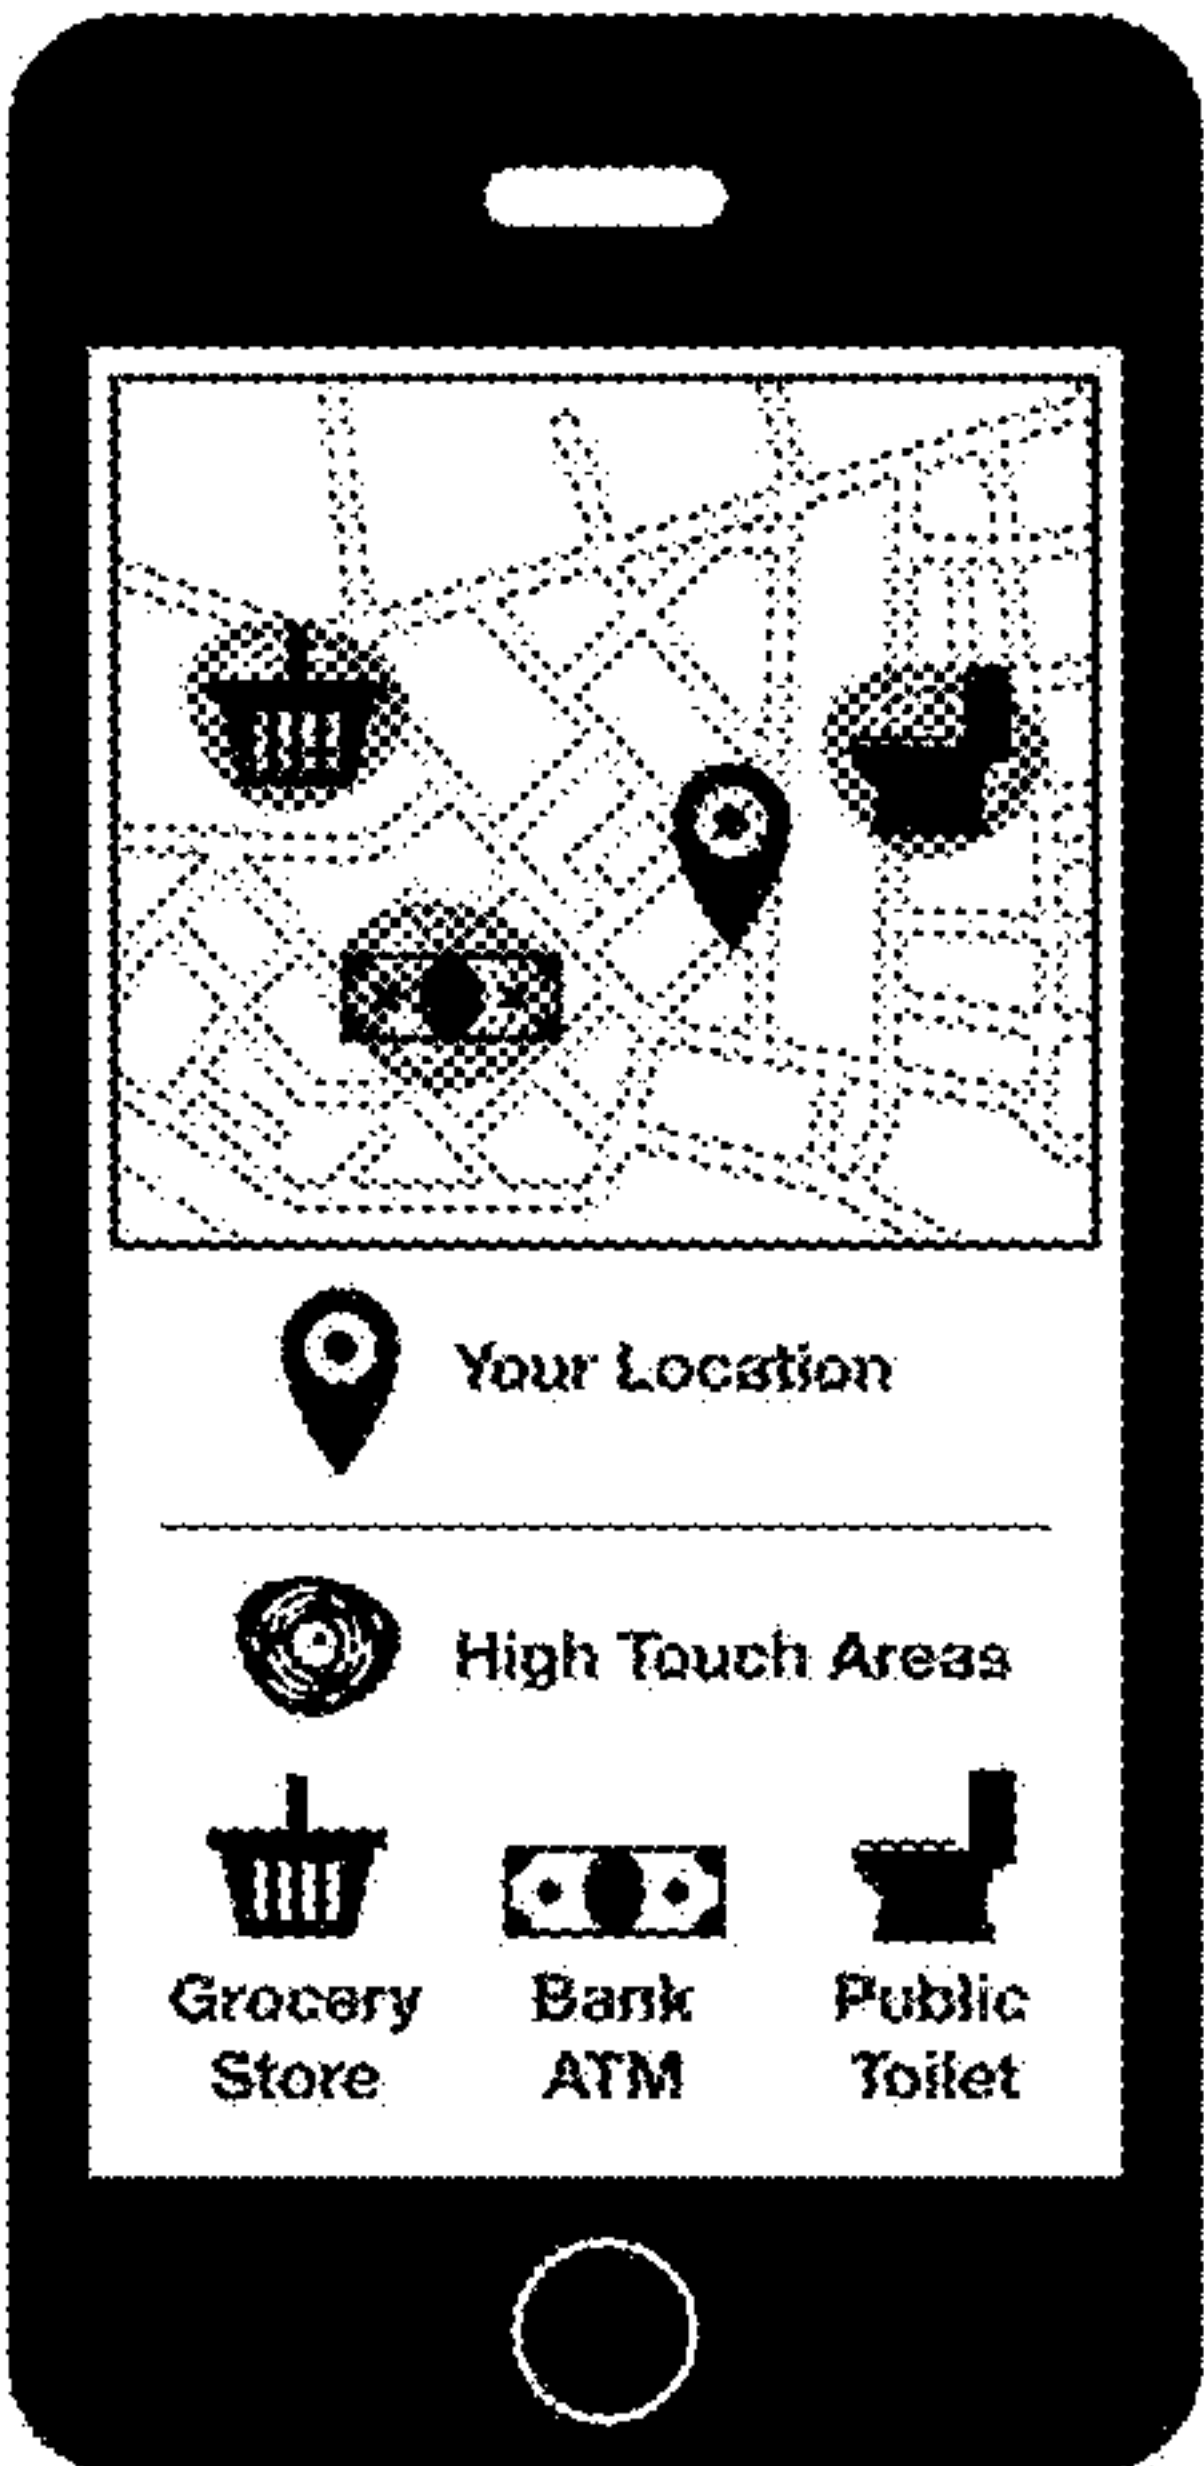 Your Location
High Touch Areas
Grocery
Store
Bank
ATM
Public
Toilet